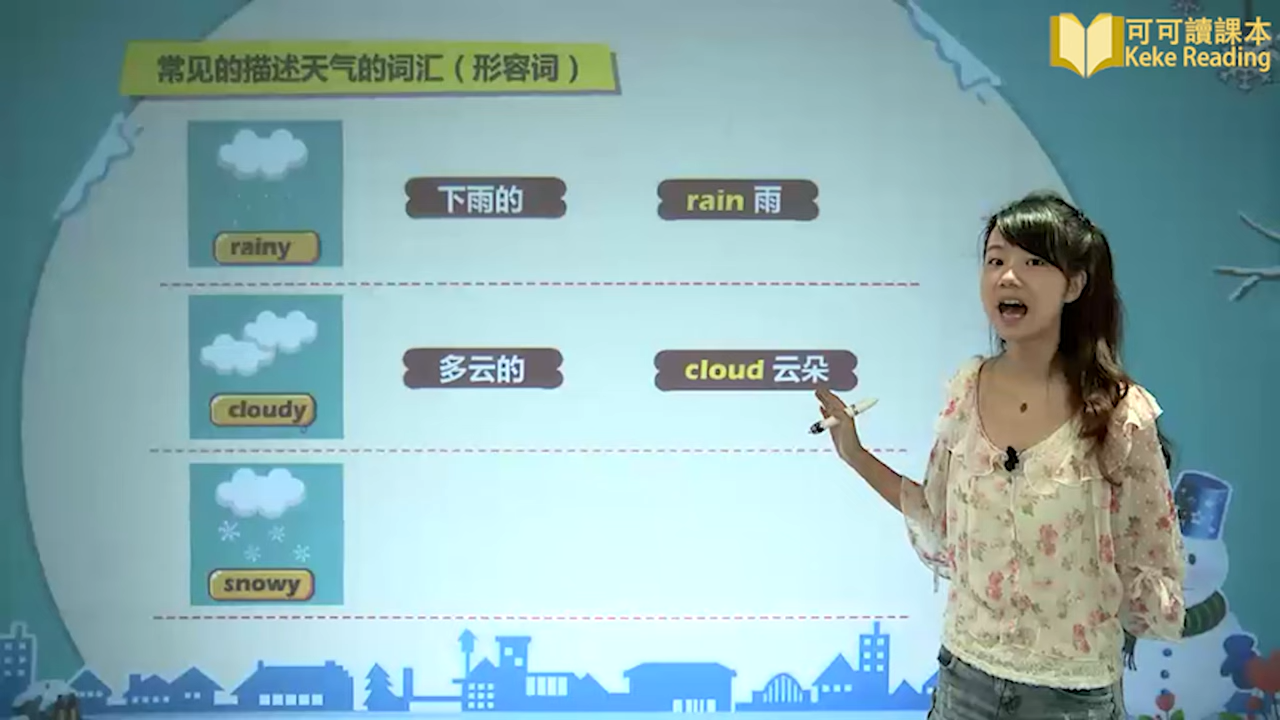 可可讀課本
Keke Reading
常见的描述天气的词汇（形容词）
rainy
下雨的
rain 雨
cloudy
多云的
cloud 云朵
snowy